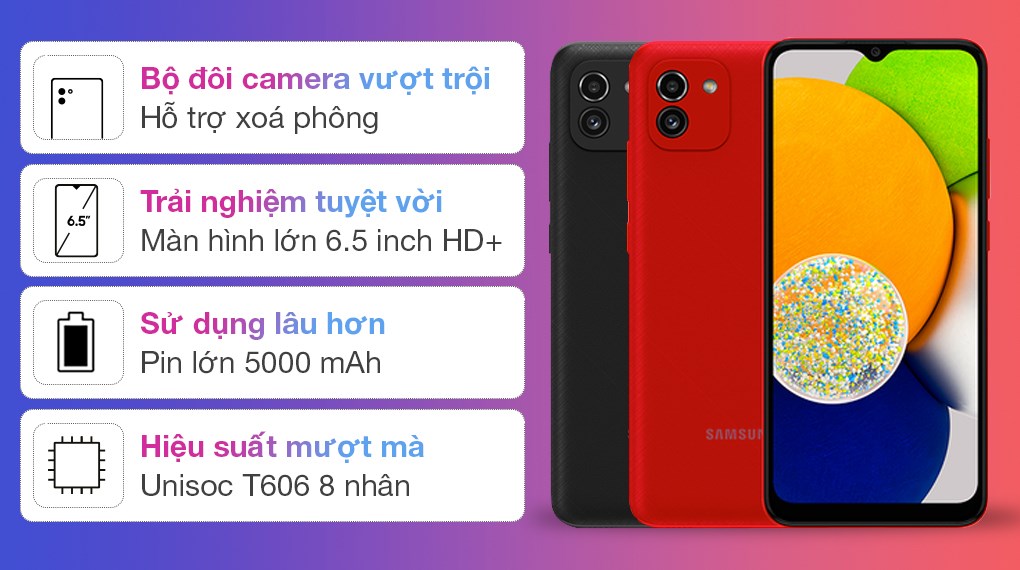 Bộ đôi camera vượt trội
Hỗ trợ xoá phông
6.5"
Trải nghiệm tuyệt vời
Màn hình lớn 6.5 inch HD+
Sử dụng lâu hơn
Pin lớn 5000 mAh
Hiệu suất mượt mà
Unisoc T606 8 nhân
SAMSUN